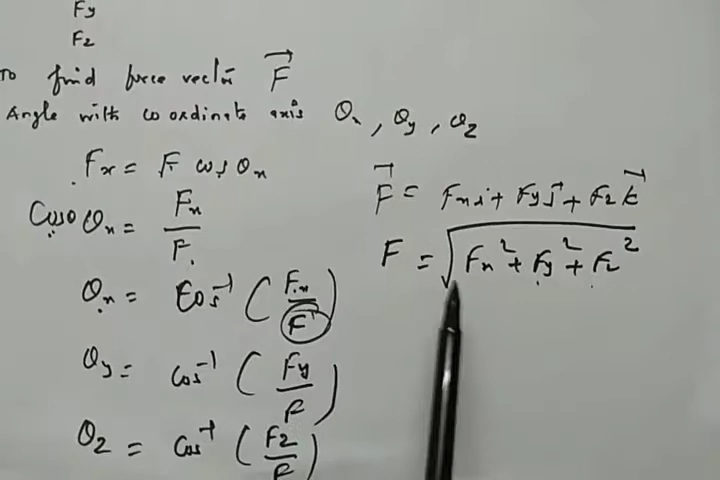 Fy
Fz
To find force vector F⃗
Angle with coordinate axis θx, θy, θz
Fx = F cos θx
Cos θx = Fx/F
θx = Cos⁻¹ (Fx/F)
θy = Cos⁻¹ (Fy/F)
θz = Cos⁻¹ (Fz/F)
F⃗ = Fx i + Fy j⃗ + Fz k⃗
F = √(Fx² + Fy² + Fz²)